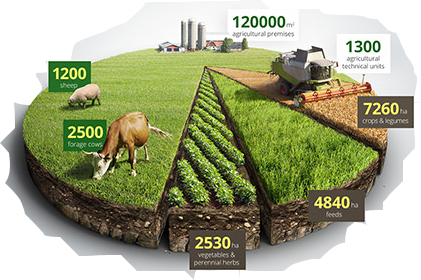 120000 m²
agricultural premises
1300
agricultural
technical units
1200
sheep
7260 ha
crops & legumes
2500
forage cows
4840 ha
feeds
2530 ha
vegetables &
perennial herbs